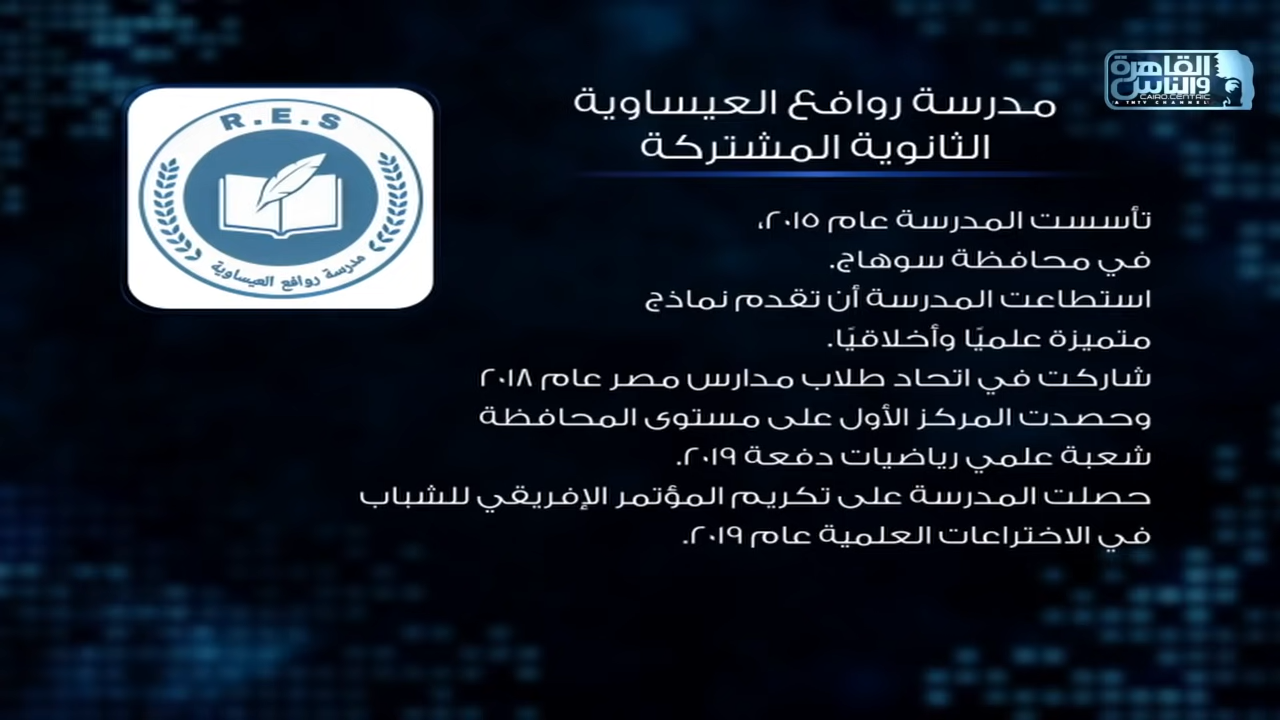 القاهرة
والناس
CAIRO.CENTRIC
A TNTV CHANNEL
R.E.S
مدرسة روافع العيساوية
مدرسة روافع العيساوية
الثانوية المشتركة
تأسست المدرسة عام ٢٠١٥،
في محافظة سوهاج.
استطاعت المدرسة أن تقدم نماذج
متميزة علميًا وأخلاقيًا.
شاركت في اتحاد طلاب مدارس مصر عام ٢٠١٨
وحصدت المركز الأول على مستوى المحافظة
شعبة علمي رياضيات دفعة ٢٠١٩.
حصلت المدرسة على تكريم المؤتمر الإفريقي للشباب
في الاختراعات العلمية عام ٢٠١٩.